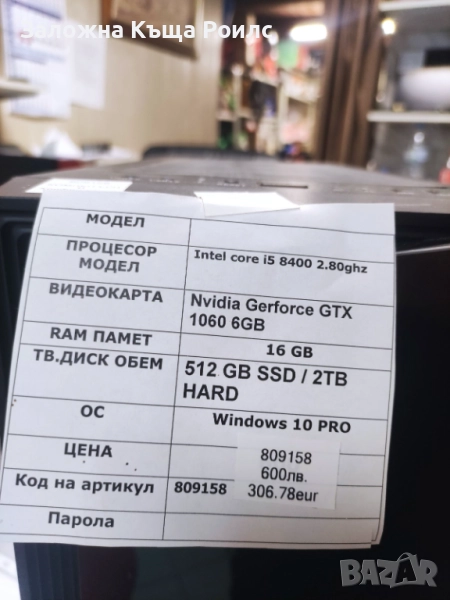 Заложна Къща Роилс
МОДЕЛ
ПРОЦЕСОР МОДЕЛ
Intel core i5 8400 2.80ghz
ВИДЕОКАРТА
Nvidia Gerforce GTX
1060 6GB
RAM ПАМЕТ
16 GB
ТВ.ДИСК ОБЕМ
512 GB SSD / 2TB
HARD
ОС
Windows 10 PRO
ЦЕНА
809158
600лв.
306.78eur
Код на артикул
809158
Парола
BAZAR